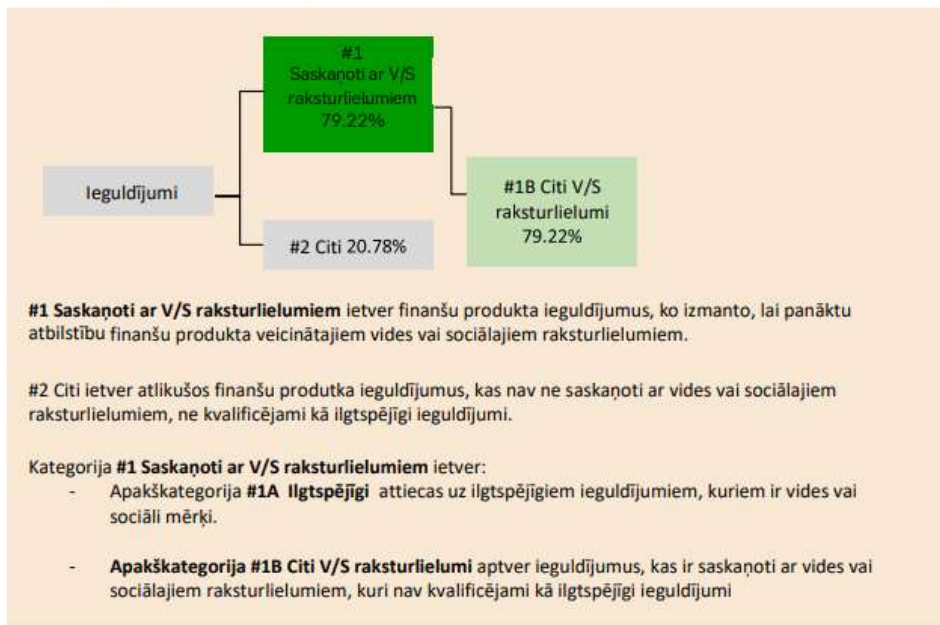 #1
Saskaņoti ar V/S
raksturlielumiem
79.22%
Ieguldījumi
#1B Citi V/S
raksturlielumi
79.22%
#2 Citi 20.78%
#1 Saskaņoti ar V/S raksturlielumiem ietver finanšu produkta ieguldījumus, ko izmanto, lai panāktu
atbilstību finanšu produkta veicinātajiem vides vai sociālajiem raksturlielumiem.
#2 Citi ietver atlikušos finanšu produtka ieguldījumus, kas nav ne saskaņoti ar vides vai sociālajiem
raksturlielumiem, ne kvalificējami kā ilgtspējīgi ieguldījumi.
Kategorija #1 Saskaņoti ar V/S raksturlielumiem ietver:
- Apakškategorija #1A Ilgtspējīgi attiecas uz ilgtspējīgiem ieguldījumiem, kuriem ir vides vai
sociāli mērķi.
- Apakškategorija #1B Citi V/S raksturlielumi aptver ieguldījumus, kas ir saskaņoti ar vides vai
sociālajiem raksturlielumiem, kuri nav kvalificējami kā ilgtspējīgi ieguldījumi